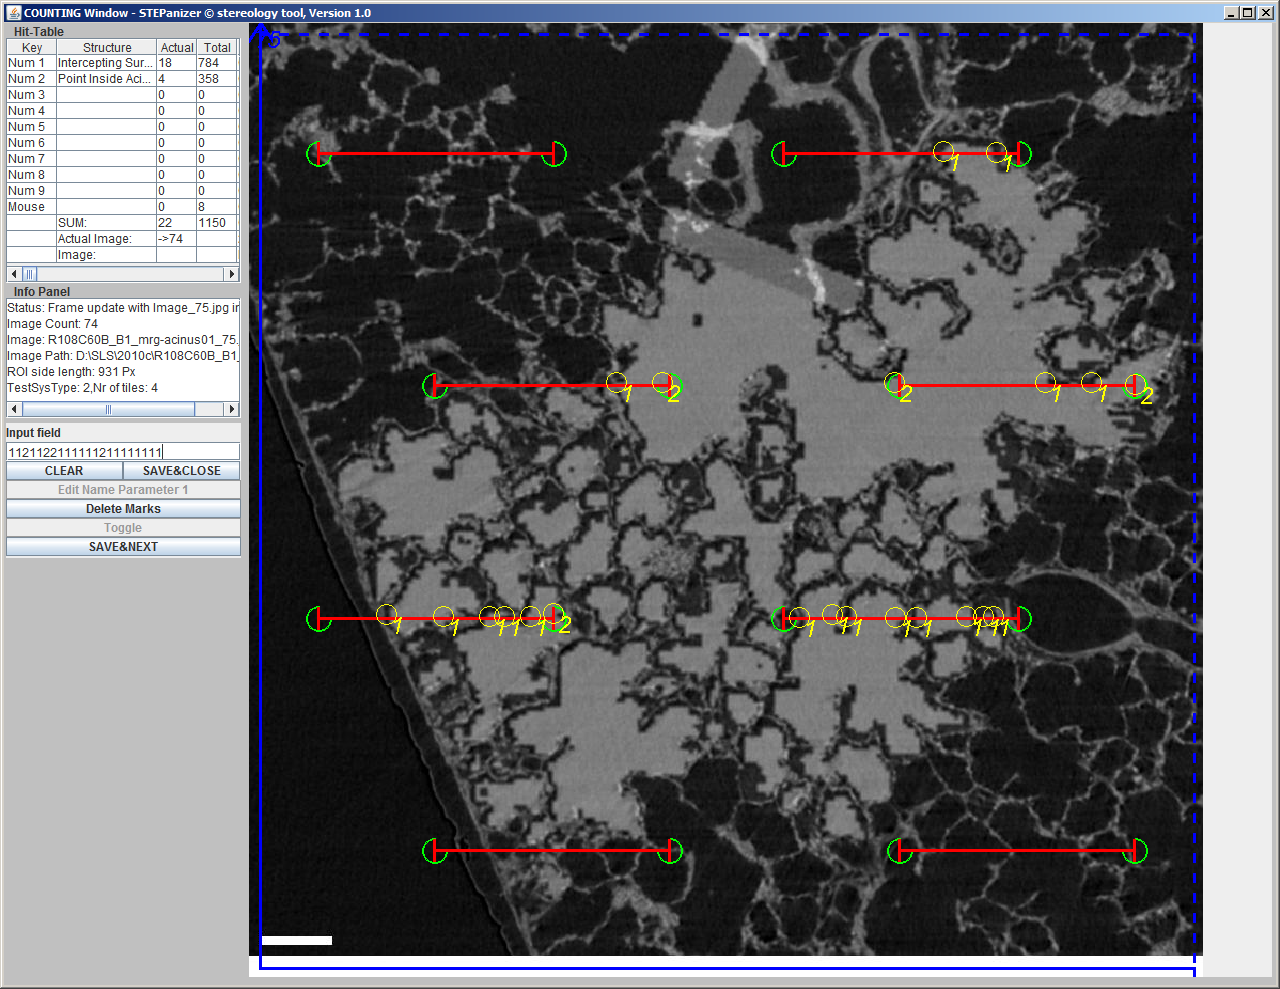 COUNTING Window - STEPanizer © stereology tool, Version 1.0
Hit-Table
Key Structure Actual Total
Num 1 Intercepting Sur... 18 784
Num 2 Point Inside Aci... 4 358
Num 3 0 0
Num 4 0 0
Num 5 0 0
Num 6 0 0
Num 7 0 0
Num 8 0 0
Num 9 0 0
Mouse 0 8
SUM: 22 1150
Actual Image: ->74
Image:
Info Panel
Status: Frame update with Image_75.jpg in
Image Count: 74
Image: R108C60B_B1_mrg-acinus01_75.
Image Path: D:\SLS\2010c\R108C60B_B1_
ROI side length: 931 Px
TestSysType: 2,Nr of tiles: 4
Input field
1121122111111211111111
CLEAR SAVE&CLOSE
Edit Name Parameter 1
Delete Marks
Toggle
SAVE&NEXT
1 1
1 2 2 1 1 2
1 1 1 1 1 2 1 1 1 1 1 1 1 1